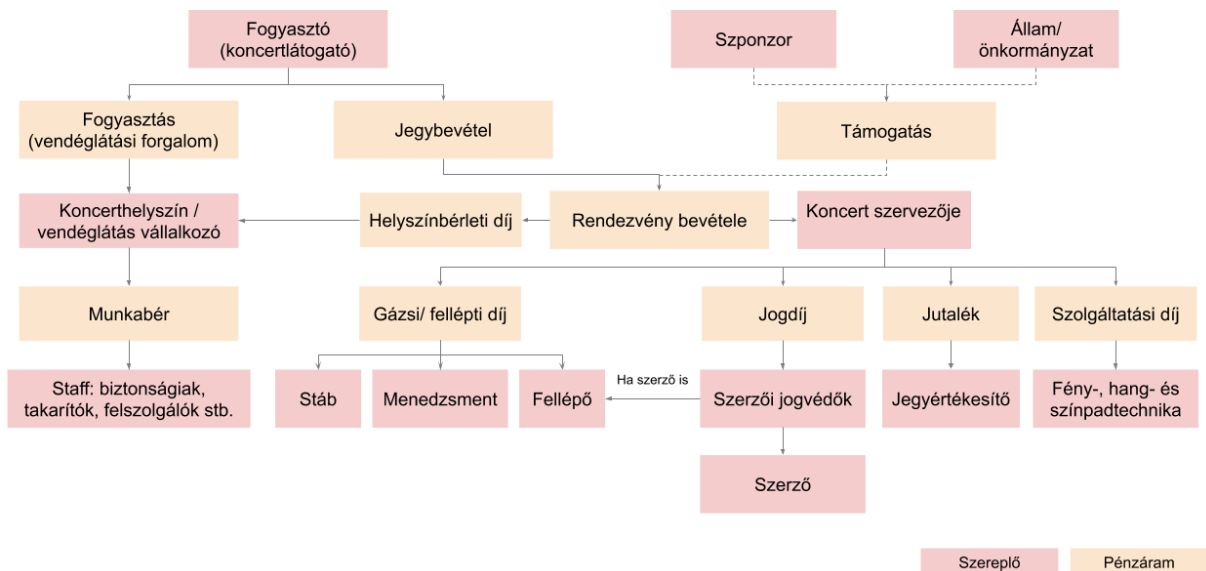 Fogyasztó
(koncertlátogató)
Szponzor
Állam/
önkormányzat
Fogyasztás
(vendéglátási forgalom)
Jegybevétel
Támogatás
Koncerthelyszín /
vendéglátás vállalkozó
Helyszínbérleti díj
Rendezvény bevétele
Koncert szervezője
Munkabér
Gázsi/ fellépti díj
Jogdíj
Jutalék
Szolgáltatási díj
Staff: biztonságiak,
takarítók, felszolgálók stb.
Stáb
Menedzsment
Fellépő
Ha szerző is
Szerzői jogvédők
Jegyértékesítő
Fény-, hang- és
színpadtechnika
Szerző
Szereplő
Pénzáram